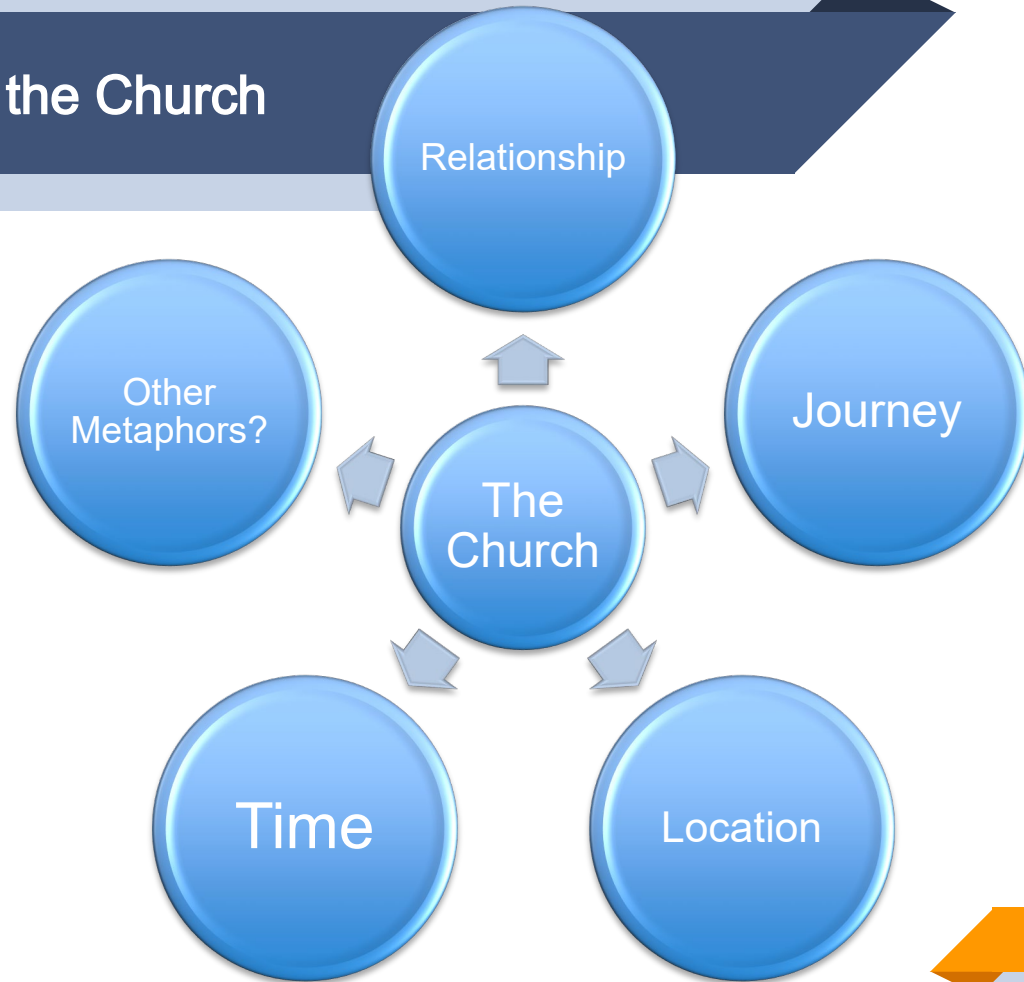 the Church
Relationship
Other
Metaphors?
Journey
The
Church
Time
Location